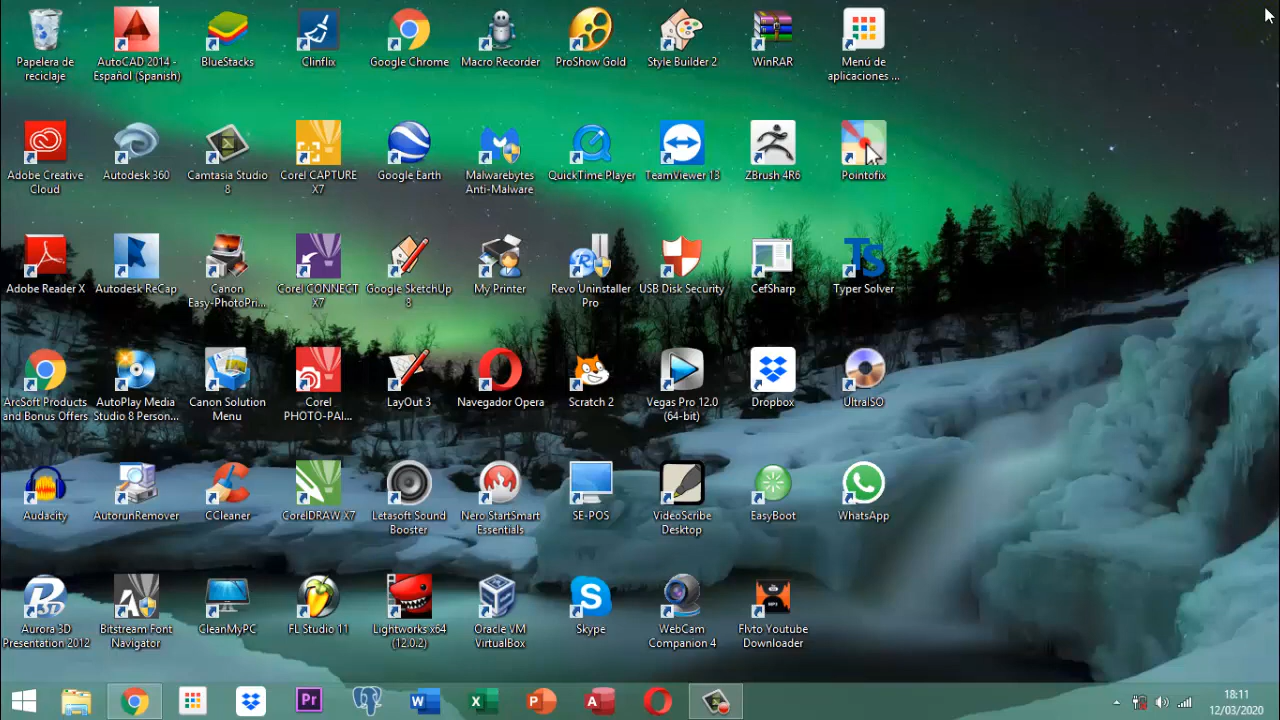 Papelera de
reciclaje
AutoCAD 2014 -
Español (Spanish)
BlueStacks
Clinflix
Google Chrome
Macro Recorder
ProShow Gold
Style Builder 2
WinRAR
Menú de
aplicaciones ...
Adobe Creative
Cloud
Autodesk 360
Camtasia Studio
8
Corel CAPTURE
X7
Google Earth
Malwarebytes
Anti-Malware
QuickTime Player
TeamViewer 13
ZBrush 4R6
Pointofix
Adobe Reader X
Autodesk ReCap
Canon
Easy-PhotoPri...
Corel CONNECT
X7
Google SketchUp
8
My Printer
Revo Uninstaller
Pro
USB Disk Security
CefSharp
TS
Typer Solver
ArcSoft Products
and Bonus Offers
AutoPlay Media
Studio 8 Person...
Canon Solution
Menu
Corel
PHOTO-PAI...
LayOut 3
Navegador Opera
Scratch 2
Vegas Pro 12.0
(64-bit)
Dropbox
UltraISO
Audacity
AutorunRemover
CCleaner
CorelDRAW X7
Letasoft Sound
Booster
Nero StartSmart
Essentials
SE-POS
VideoScribe
Desktop
EasyBoot
WhatsApp
Aurora 3D
Presentation 2012
Bitstream Font
Navigator
CleanMyPC
FL Studio 11
Lightworks x64
(12.0.2)
Oracle VM
VirtualBox
Skype
WebCam
Companion 4
Flvto Youtube
Downloader
Pr
18:11
12/03/2020